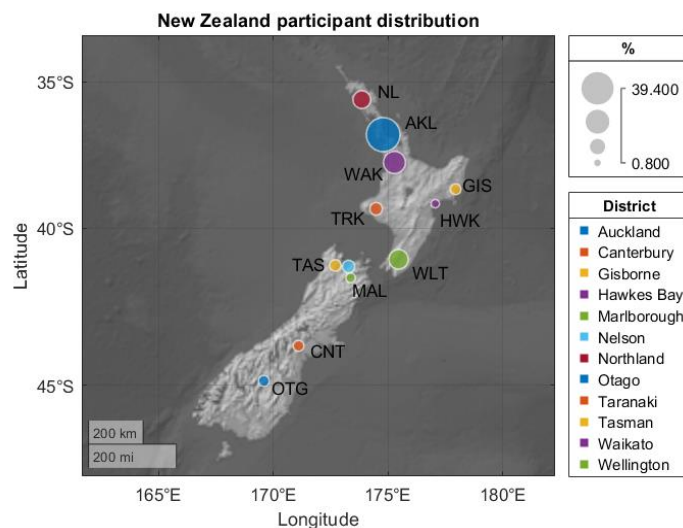 New Zealand participant distribution
%
39.400
0.800
35°S
40°S
45°S
Latitude
NL
AKL
WAK
GIS
TRK
HWK
TAS
WLT
MAL
CNT
OTG
200 km
200 mi
165°E
170°E
175°E
180°E
Longitude
District
Auckland
Canterbury
Gisborne
Hawkes Bay
Marlborough
Nelson
Northland
Otago
Taranaki
Tasman
Waikato
Wellington